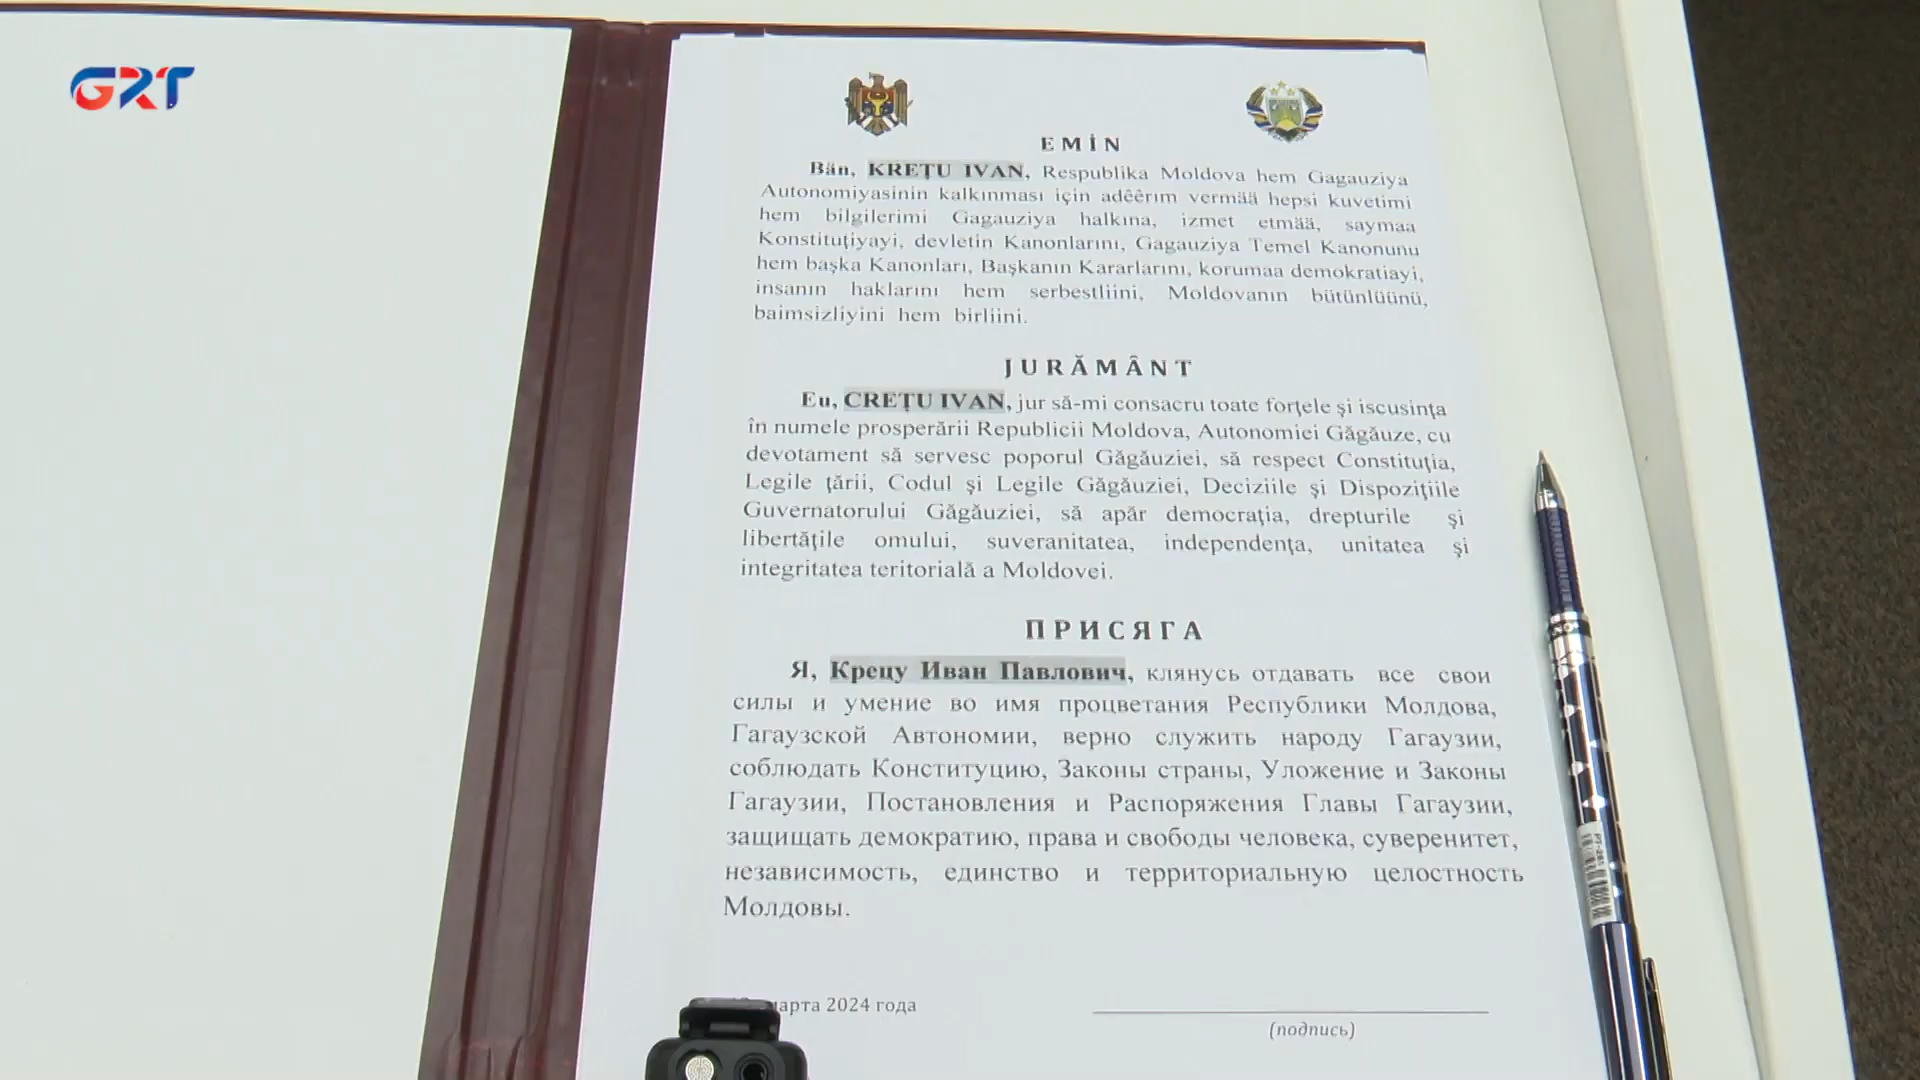 GRT
EMİN
Bän, KREȚU IVAN, Respublika Moldova hem Gagauziya
Autonomiyasinin kalkınması için adêêrım vermää hepsi kuvetimi
hem bilgilerimi Gagauziya halkına, izmet etmää, saymaa
Konstituţiyayi, devletin Kanonlarını, Gagauziya Temel Kanonunu
hem başka Kanonları, Başkanın Kararlarını, korumaa demokratiayi,
insanın haklarını hem serbestliini, Moldovanın bütünlüünü,
baimsizliyini hem birliini.
JURĂMÂNT
Eu, CREȚU IVAN, jur să-mi consacru toate forţele şi iscusinţa
în numele prosperării Republicii Moldova, Autonomiei Găgăuze, cu
devotament să servesc poporul Găgăuziei, să respect Constituţia,
Legile ţării, Codul şi Legile Găgăuziei, Deciziile şi Dispoziţiile
Guvernatorului Găgăuziei, să apăr democraţia, drepturile şi
libertăţile omului, suveranitatea, independenţa, unitatea şi
integritatea teritorială a Moldovei.
ПРИСЯГА
Я, Крецу Иван Павлович, клянусь отдавать все свои
силы и умение во имя процветания Республики Молдова,
Гагаузской Автономии, верно служить народу Гагаузии,
соблюдать Конституцию, Законы страны, Уложение и Законы
Гагаузии, Постановления и Распоряжения Главы Гагаузии,
защищать демократию, права и свободы человека, суверенитет,
независимость, единство и территориальную целостность
Молдовы.
марта 2024 года
(подпись)